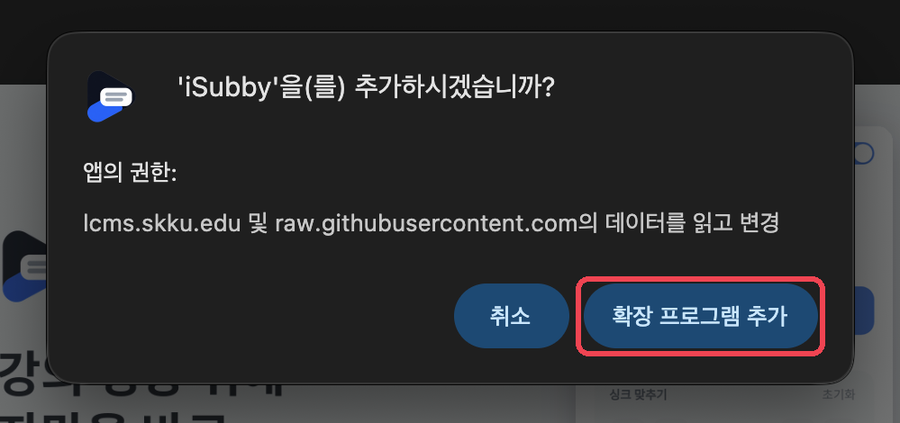 'iSubby'을(를) 추가하시겠습니까?
앱의 권한:
lcms.skku.edu 및 raw.githubusercontent.com의 데이터를 읽고 변경
취소
확장 프로그램 추가
강의
싱크 맞추기
초기화